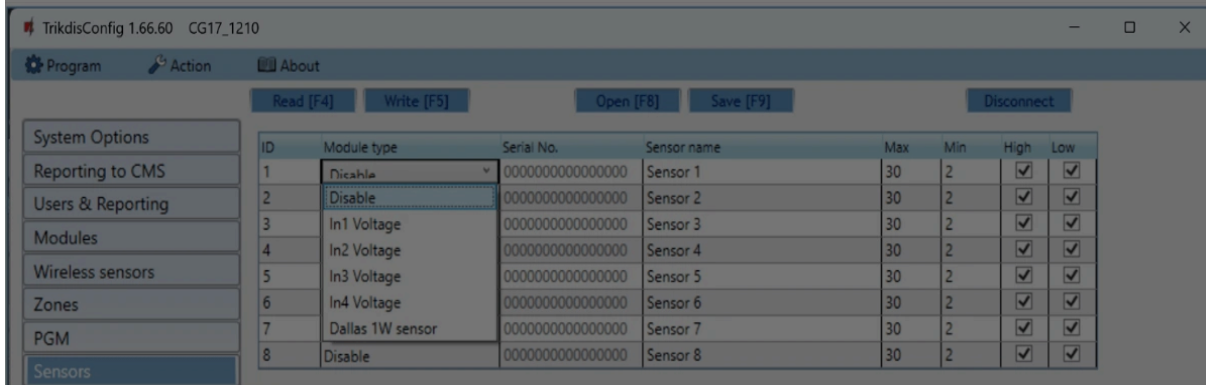 TrikdisConfig 1.66.60 CG17_1210
Program Action About
Read [F4] Write [F5] Open [F8] Save [F9] Disconnect
System Options
Reporting to CMS
Users & Reporting
Modules
Wireless sensors
Zones
PGM
Sensors
ID Module type Serial No. Sensor name Max Min High Low
1 Disable 0000000000000000 Sensor 1 30 2
2 Disable 0000000000000000 Sensor 2 30 2
3 In1 Voltage 0000000000000000 Sensor 3 30 2
4 In2 Voltage 0000000000000000 Sensor 4 30 2
5 In3 Voltage 0000000000000000 Sensor 5 30 2
6 In4 Voltage 0000000000000000 Sensor 6 30 2
7 Dallas 1W sensor 0000000000000000 Sensor 7 30 2
8 Disable 0000000000000000 Sensor 8 30 2